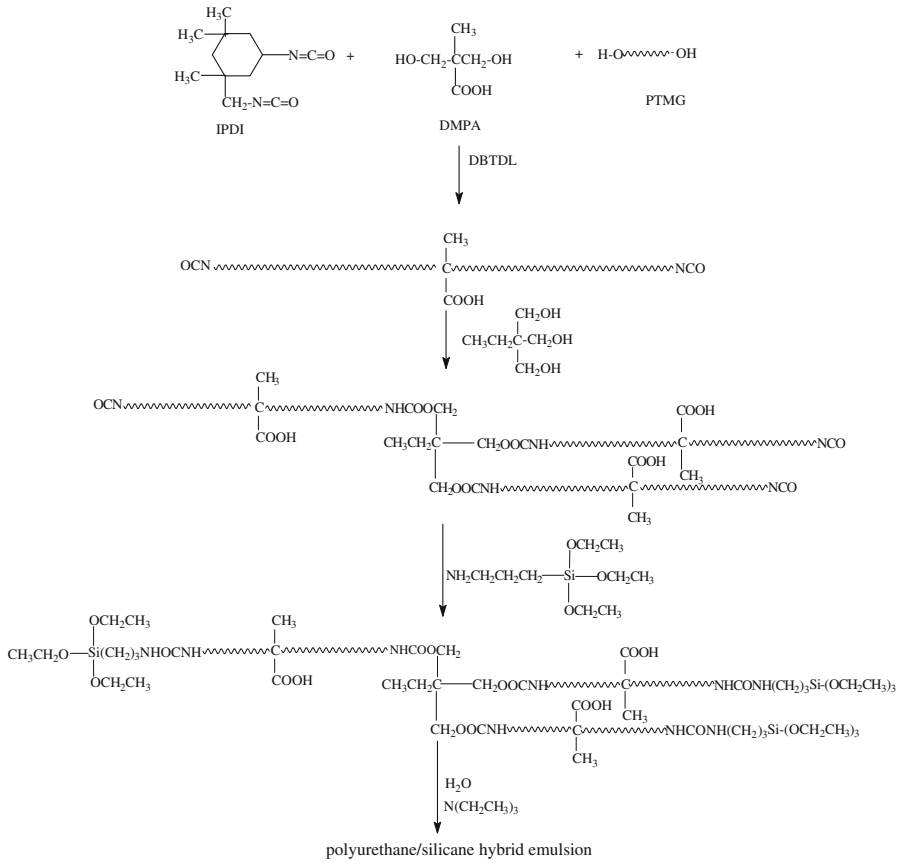 H₃C
H₃C
N=C=O
+
H₃C
CH₂-N=C=O
IPDI
CH₃
HO-CH₂-C-CH₂-OH
COOH
DMPA
+
H-O OH
PTMG
DBTDL
CH₃
OCN C NCO
COOH
CH₂OH
CH₃CH₂C-CH₂OH
CH₂OH
CH₃
OCN C NHCOOCH₂
COOH
COOH
CH₃CH₂C CH₂OOCNH C NCO
CH₃
COOH
CH₂OOCNH C NCO
CH₃
OCH₂CH₃
NH₂CH₂CH₂CH₂ Si OCH₂CH₃
OCH₂CH₃
OCH₂CH₃
CH₃
CH₃CH₂O Si(CH₂)₃NHOCNH C NHCOOCH₂
OCH₂CH₃
COOH
COOH
CH₃CH₂C CH₂OOCNH C NHCONH(CH₂)₃Si-(OCH₂CH₃)₃
CH₃
COOH
CH₂OOCNH C NHCONH(CH₂)₃Si-(OCH₂CH₃)₃
CH₃
H₂O
N(CH₂CH₃)₃
polyurethane/silicane hybrid emulsion